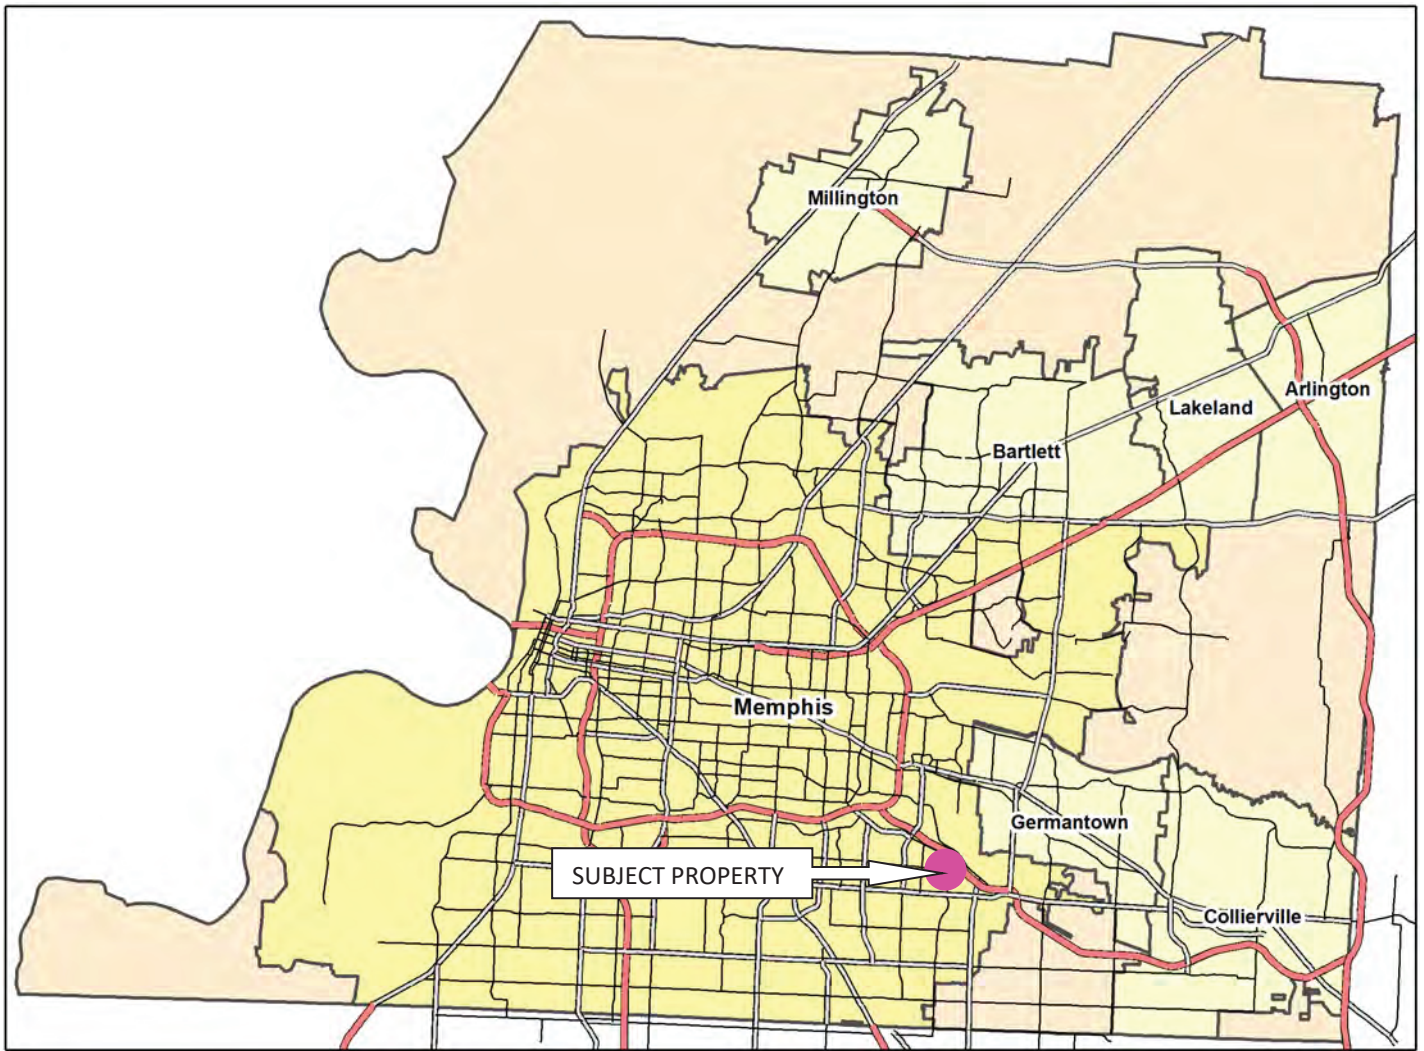 Millington
Arlington
Lakeland
Bartlett
Memphis
Germantown
SUBJECT PROPERTY
Collierville